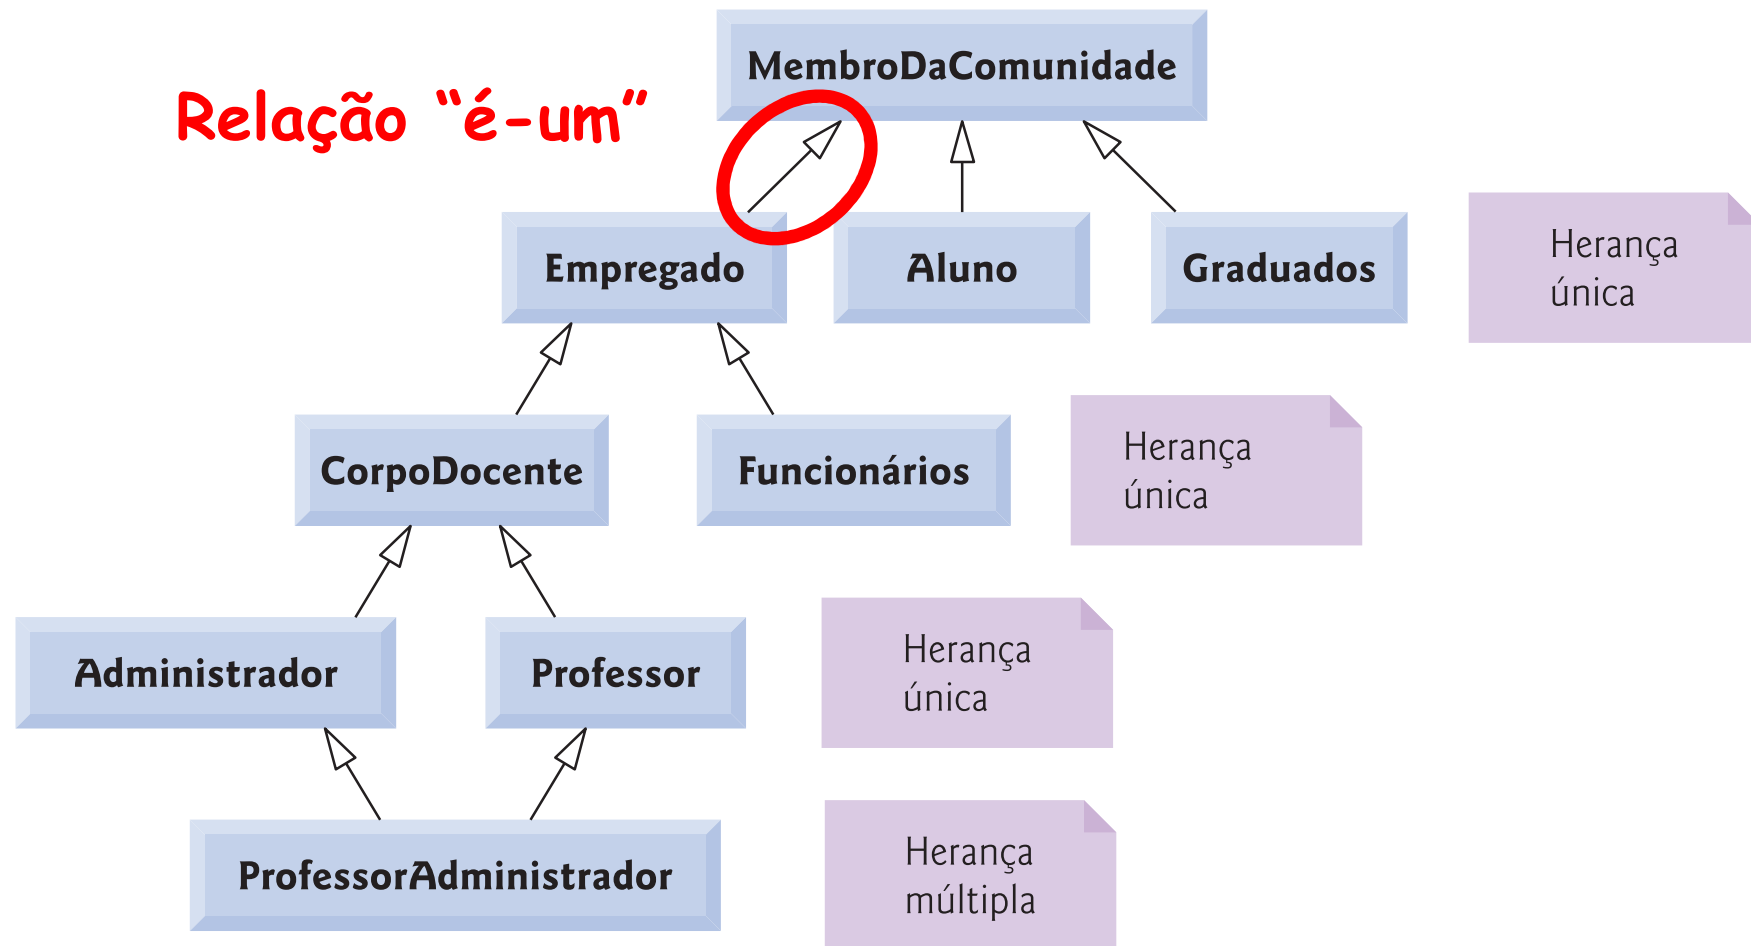 MembroDaComunidade
Relação “é-um”
Empregado
Aluno
Graduados
Herança
única
CorpoDocente
Funcionários
Herança
única
Administrador
Professor
Herança
única
ProfessorAdministrador
Herança
múltipla